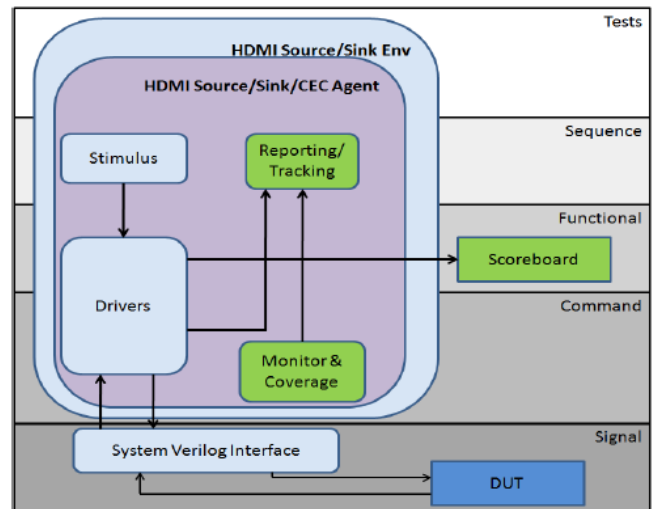 Tests
HDMI Source/Sink Env
HDMI Source/Sink/CEC Agent
Sequence
Stimulus
Reporting/
Tracking
Functional
Scoreboard
Drivers
Command
Monitor &
Coverage
Signal
System Verilog Interface
DUT